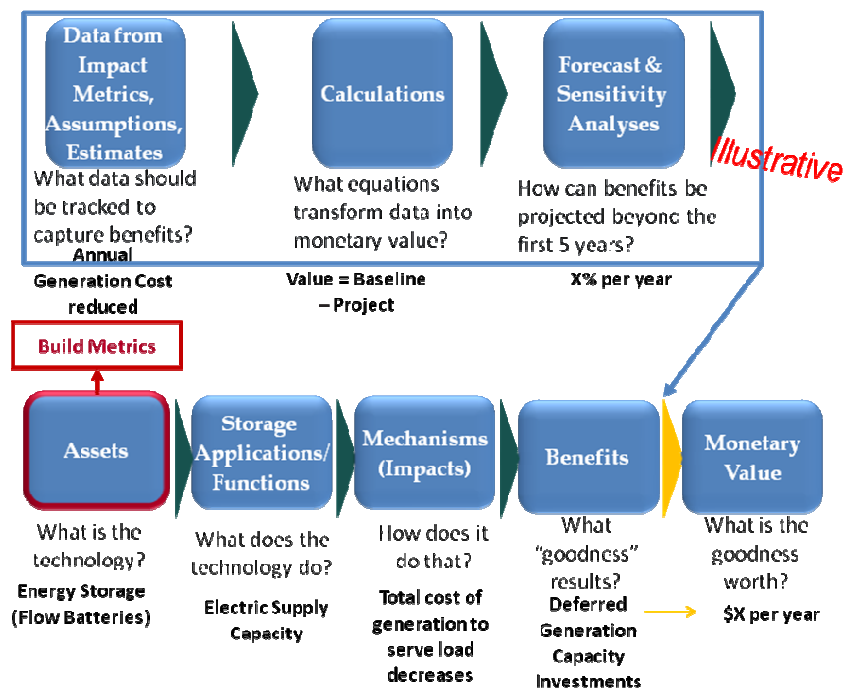 Data from
Impact
Metrics,
Assumptions,
Estimates
Calculations
Forecast &
Sensitivity
Analyses
Illustrative
What data should
be tracked to
capture benefits?
What equations
transform data into
monetary value?
How can benefits be
projected beyond the
first 5 years?
Annual
Generation Cost
reduced
Value = Baseline
– Project
X% per year
Build Metrics
Assets
Storage
Applications/
Functions
Mechanisms
(Impacts)
Benefits
Monetary
Value
What is the
technology?
What does the
technology do?
How does it
do that?
What
“goodness”
results?
What is the
goodness
worth?
Energy Storage
(Flow Batteries)
Electric Supply
Capacity
Total cost of
generation to
serve load
decreases
Deferred
Generation
Capacity
Investments
$X per year